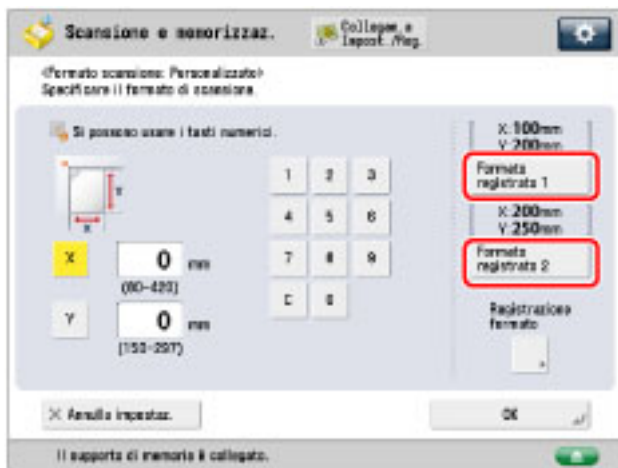 Scansione e memorizzaz.
Collegam. e
Impost./Reg.
<Formato scansione: Personalizzato>
Specificare il formato di scansione.
Si possono usare i tasti numerici.
X:100mm
Y:200mm
Formato
registrato 1
X:200mm
Y:250mm
Formato
registrato 2
Y
X
1 2 3
4 5 6
7 8 9
C 0
X 0 mm
(80-420)
Y 0 mm
(150-297)
Registrazione
formato
Annulla impostaz.
OK
Il supporto di memoria è collegato.